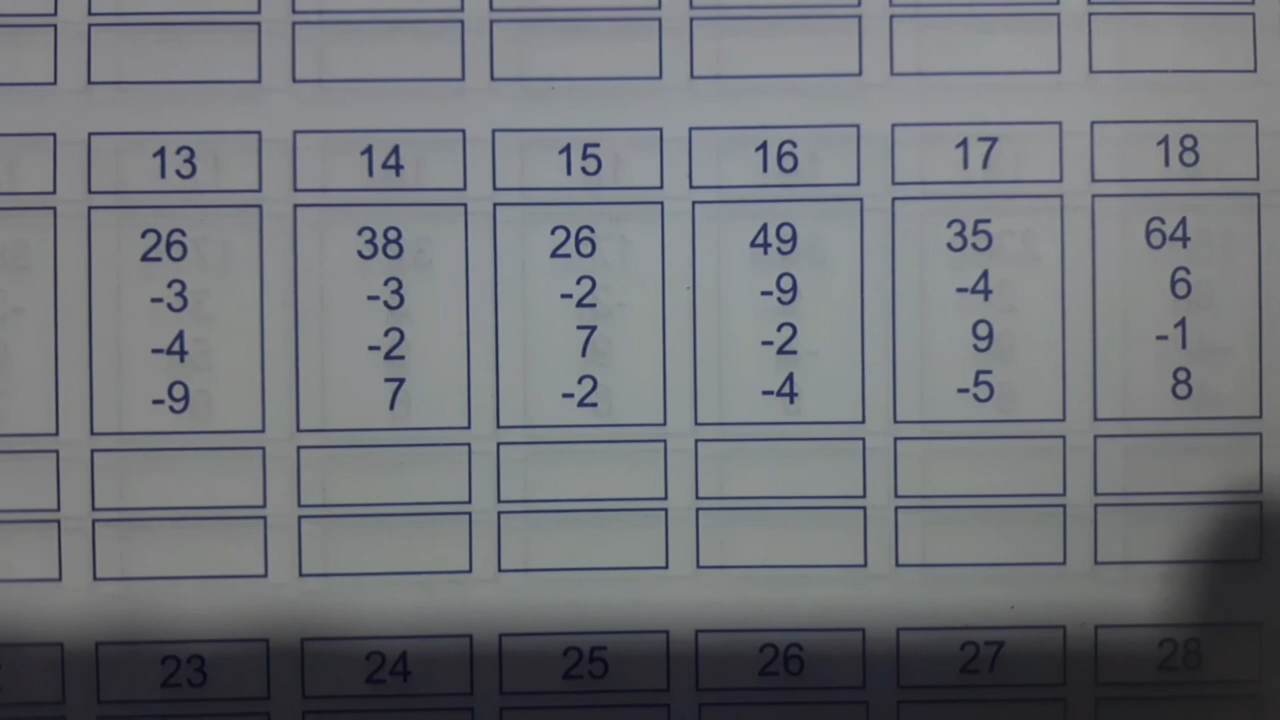 13 14 15 16 17 18
26 38 26 49 35 64
-3 -3 -2 -9 -4 6
-4 -2 7 -2 9 -1
-9 7 -2 -4 -5 8
23 24 25 26 27 28